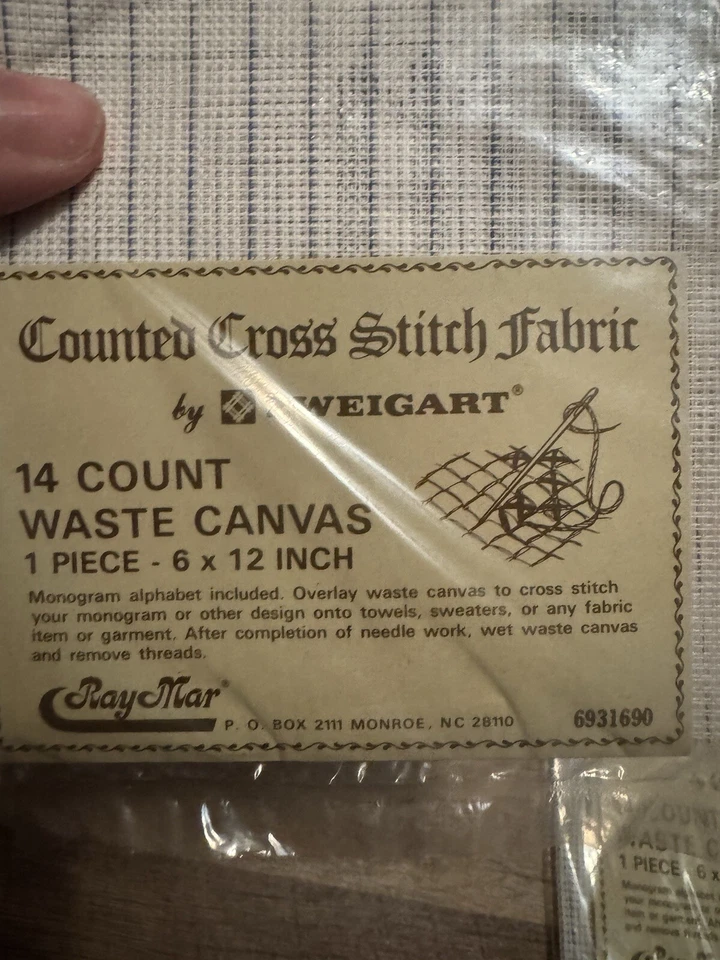 Counted Cross Stitch Fabric
by ZWEIGART®
14 COUNT
WASTE CANVAS
1 PIECE - 6 x 12 INCH
Monogram alphabet included. Overlay waste canvas to cross stitch
your monogram or other design onto towels, sweaters, or any fabric
item or garment. After completion of needle work, wet waste canvas
and remove threads.
RayMar®
P. O. BOX 2111 MONROE, NC 28110
6931690
COUNT
WASTE C
1 PIECE - 6 x